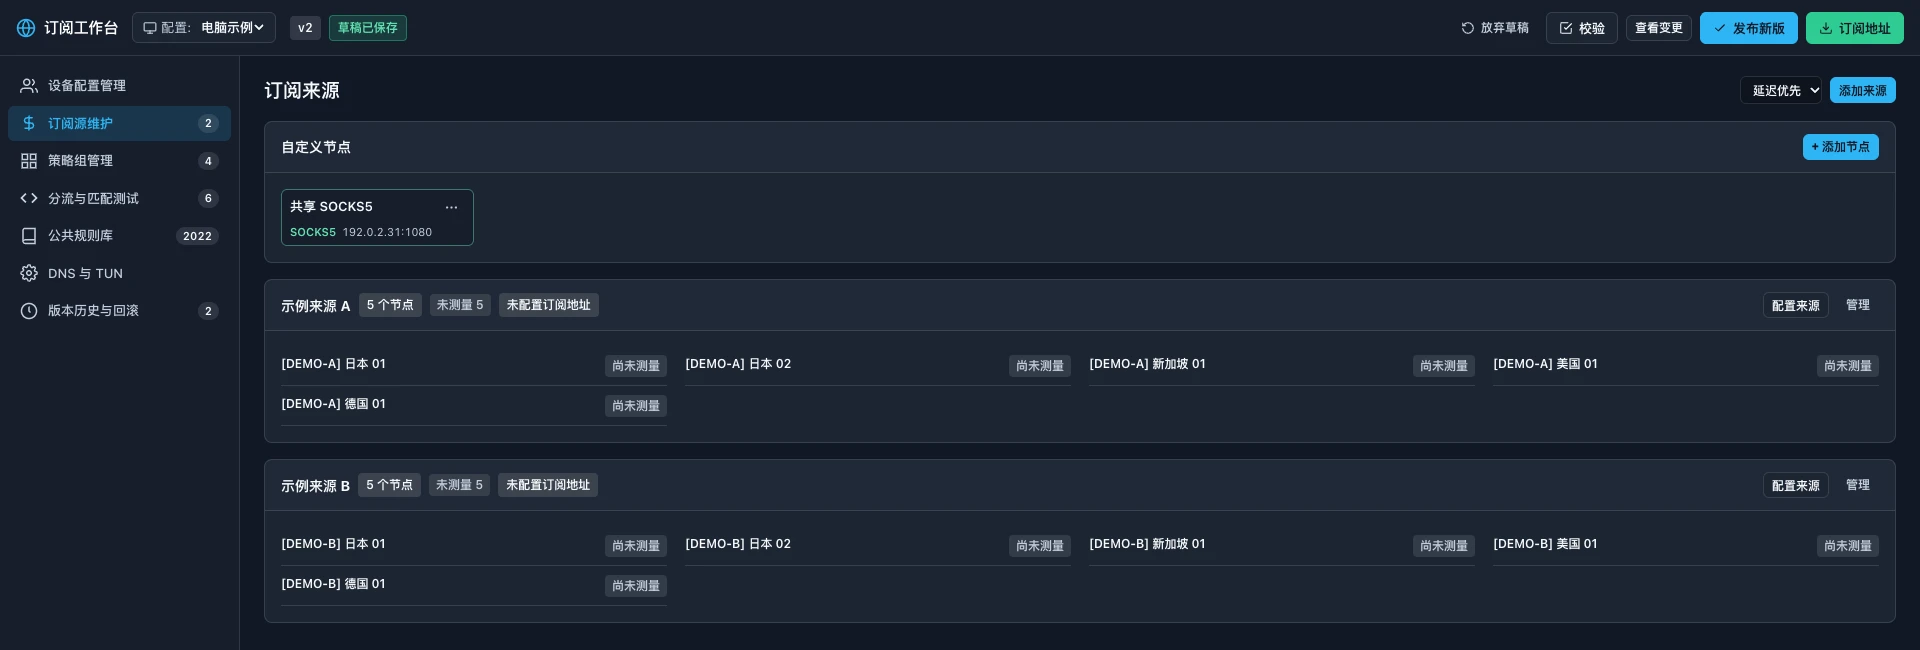 订阅工作台 配置: 电脑示例 v2 草稿已保存 放弃草稿 校验 查看变更 发布新版 订阅地址
设备配置管理
订阅源维护 2
策略组管理 4
分流与匹配测试 6
公共规则库 2022
DNS 与 TUN
版本历史与回滚 2
订阅来源 延迟优先 添加来源
自定义节点 + 添加节点
共享 SOCKS5 ...
SOCKS5 192.0.2.31:1080
示例来源 A 5 个节点 未测量 5 未配置订阅地址 配置来源 管理
[DEMO-A] 日本 01 尚未测量 [DEMO-A] 日本 02 尚未测量 [DEMO-A] 新加坡 01 尚未测量 [DEMO-A] 美国 01 尚未测量
[DEMO-A] 德国 01 尚未测量
示例来源 B 5 个节点 未测量 5 未配置订阅地址 配置来源 管理
[DEMO-B] 日本 01 尚未测量 [DEMO-B] 日本 02 尚未测量 [DEMO-B] 新加坡 01 尚未测量 [DEMO-B] 美国 01 尚未测量
[DEMO-B] 德国 01 尚未测量